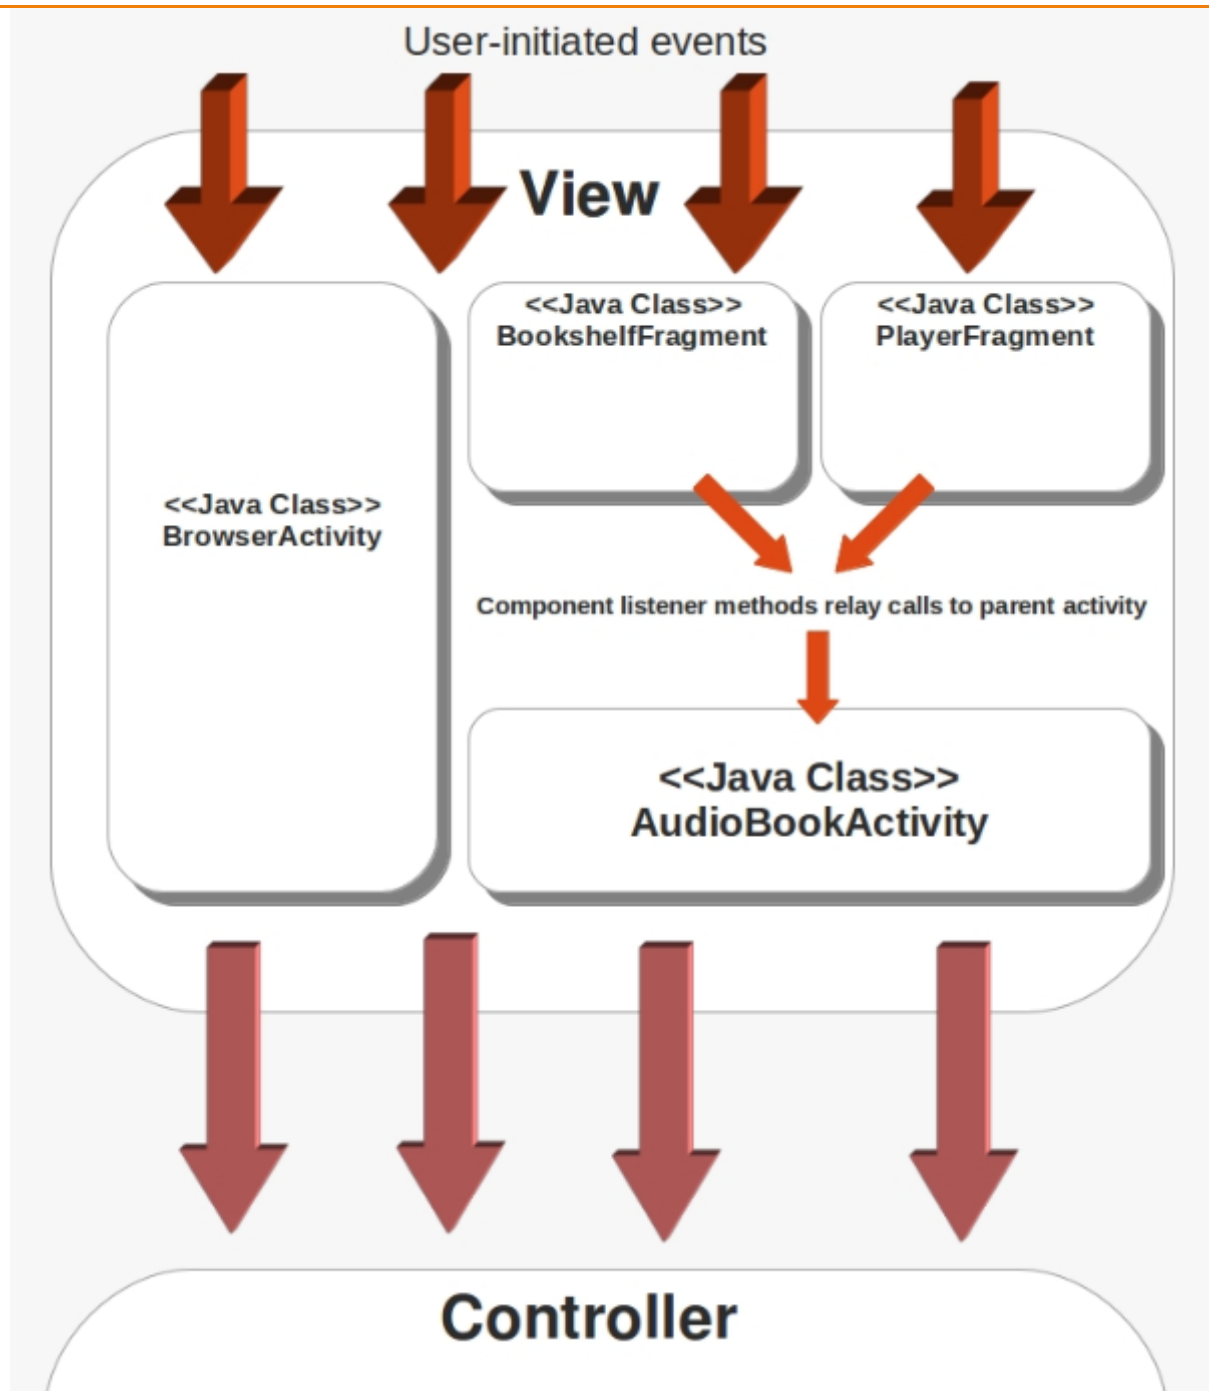 User-initiated events
View
<<Java Class>>
BrowserActivity
<<Java Class>>
BookshelfFragment
<<Java Class>>
PlayerFragment
Component listener methods relay calls to parent activity
<<Java Class>>
AudioBookActivity
Controller